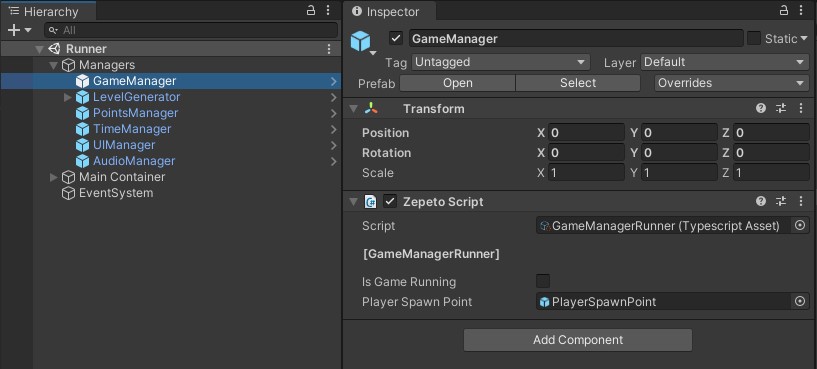 Hierarchy
All
Runner
Managers
GameManager
LevelGenerator
PointsManager
TimeManager
UIManager
AudioManager
Main Container
EventSystem
Inspector
GameManager Static
Tag Untagged Layer Default
Prefab Open Select Overrides
Transform
Position X 0 Y 0 Z 0
Rotation X 0 Y 0 Z 0
Scale X 1 Y 1 Z 1
Zepeto Script
Script GameManagerRunner (Typescript Asset)
[GameManagerRunner]
Is Game Running
Player Spawn Point PlayerSpawnPoint
Add Component